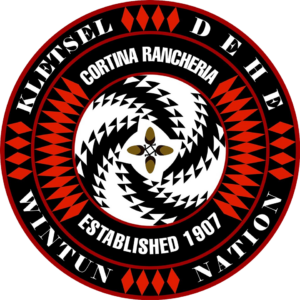 KLETSEL DEHE
WINTUN NATION
CORTINA RANCHERIA
ESTABLISHED 1907